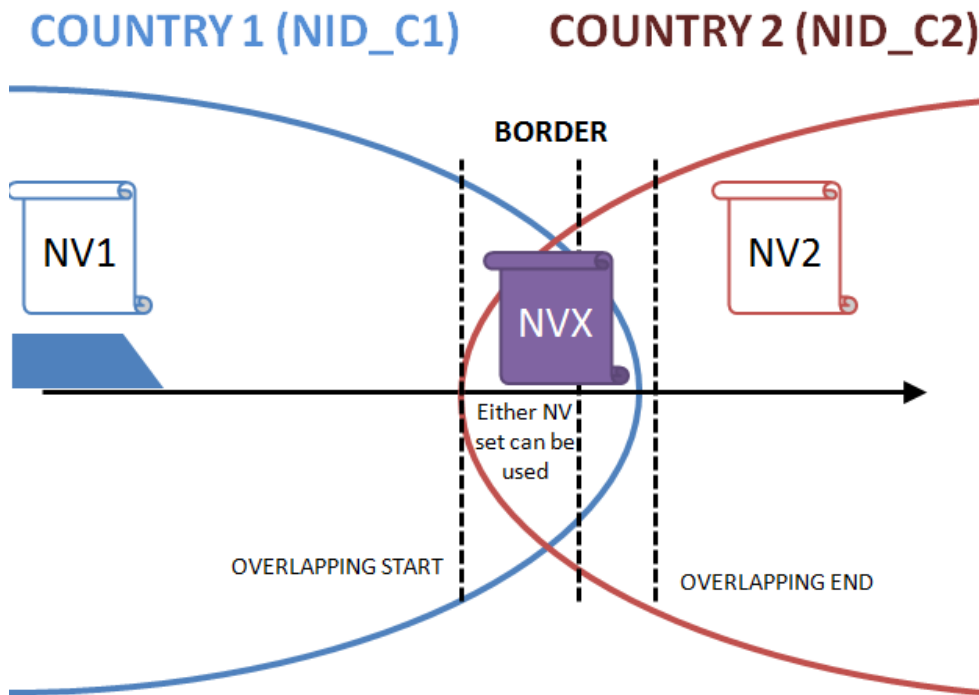 COUNTRY 1 (NID_C1)
COUNTRY 2 (NID_C2)
BORDER
NV1
NVX
NV2
Either NV
set can be
used
OVERLAPPING START
OVERLAPPING END